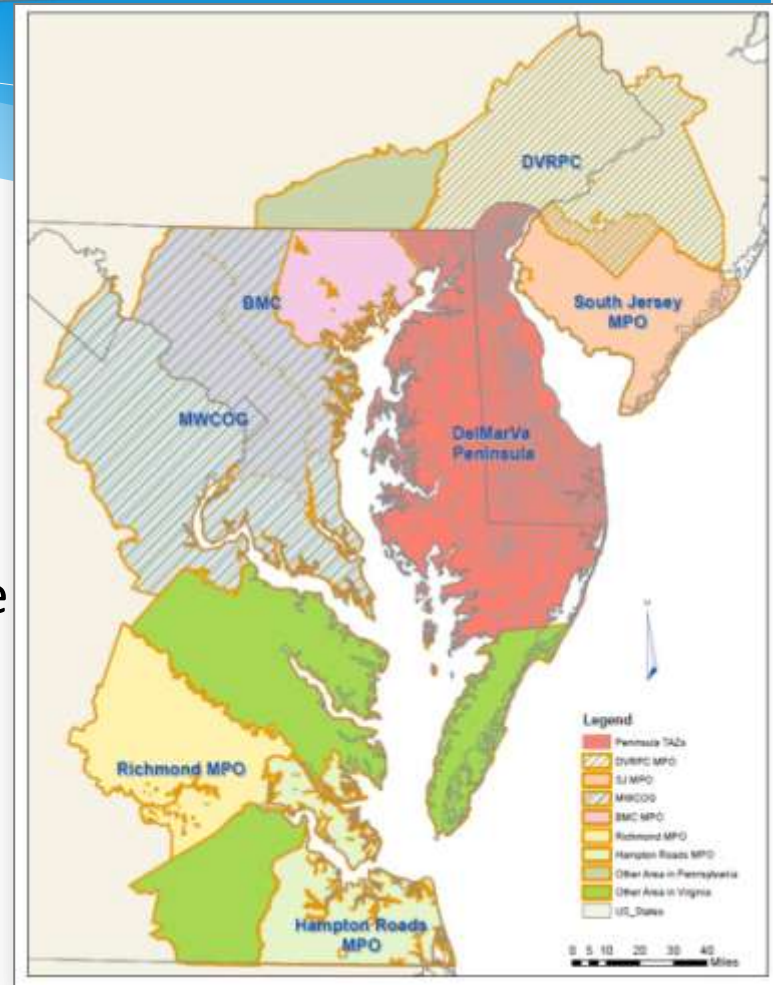 DVRPC
BMC
South Jersey
MPO
MWCOG
DelMarVa
Peninsula
e
Richmond MPO
Hampton Roads
MPO
N
Legend
Peninsula TAZs
DVRPC MPO
SJ MPO
MWCOG
BMC MPO
Richmond MPO
Hampton Roads MPO
Other Area in Pennsylvania
Other Area in Virginia
US_States
0 5 10 20 30 40
Miles